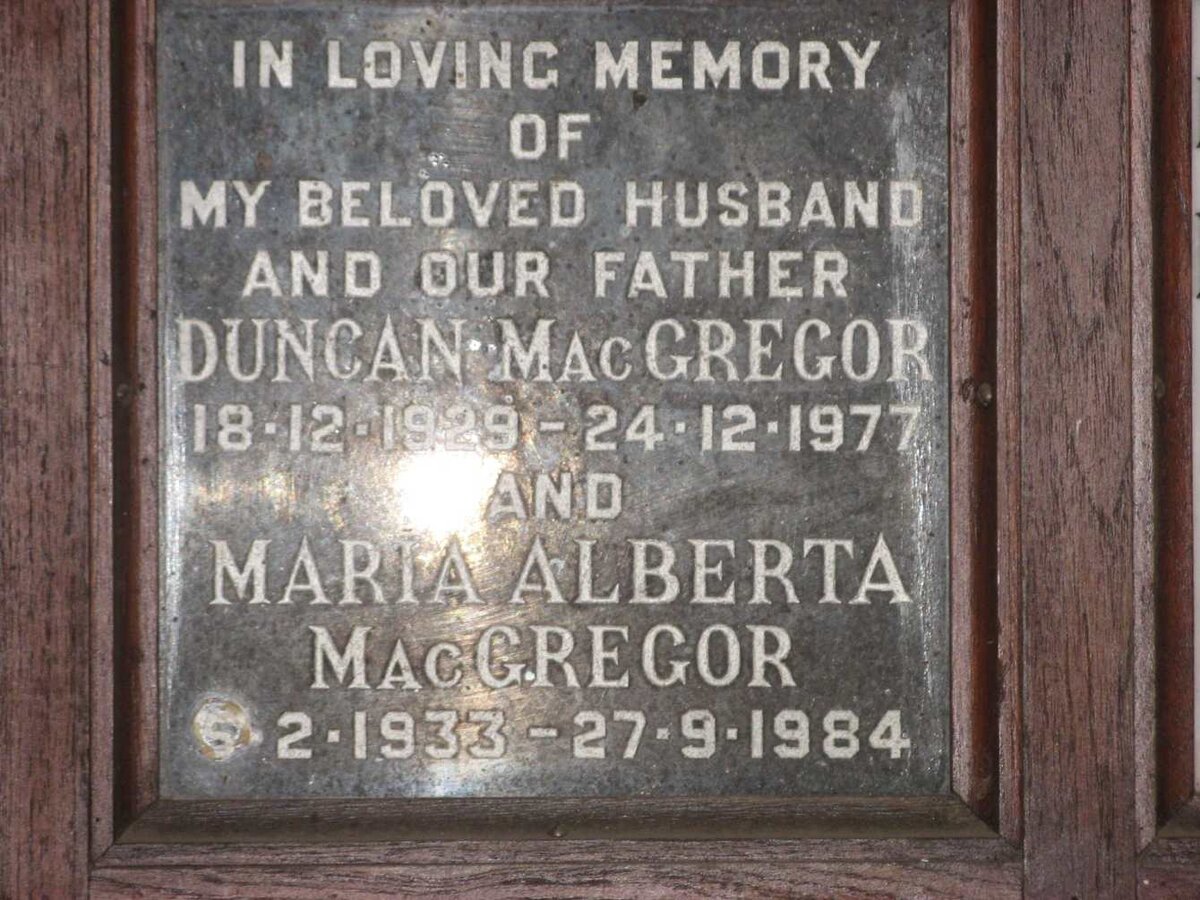 IN LOVING MEMORY
OF
MY BELOVED HUSBAND
AND OUR FATHER
DUNCAN MacGREGOR
18·12·1929 – 24·12·1977
AND
MARIA ALBERTA
MacGREGOR
·2·1933 – 27·9·1984